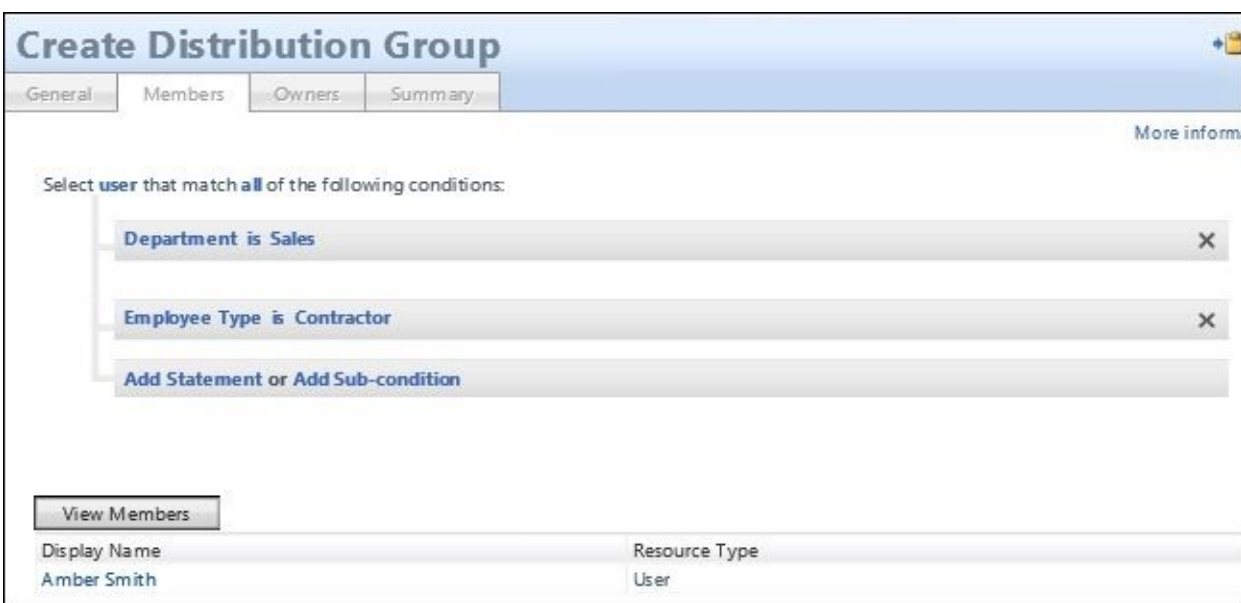 Create Distribution Group
General Members Owners Summary
More inform
Select user that match all of the following conditions:
Department is Sales
Employee Type is Contractor
Add Statement or Add Sub-condition
View Members
Display Name Resource Type
Amber Smith User